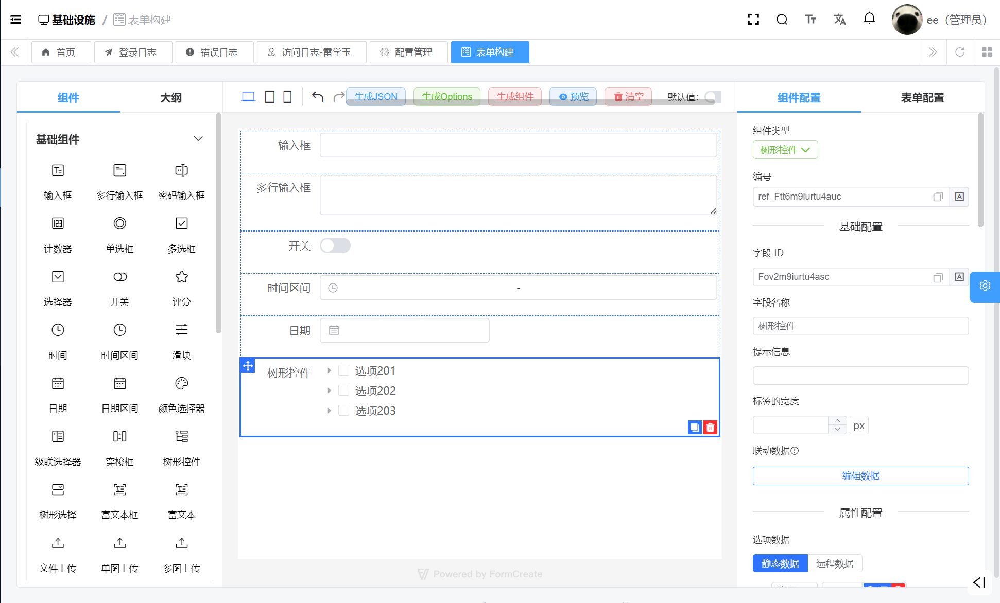 基础设施 / 表单构建
ee（管理员）
首页
登录日志
错误日志
访问日志-雷学玉
配置管理
表单构建
组件
大纲
生成JSON
生成Options
生成组件
预览
清空
默认值：
组件配置
表单配置
基础组件
输入框
多行输入框
密码输入框
计数器
单选框
多选框
选择器
开关
评分
时间
时间区间
滑块
日期
日期区间
颜色选择器
级联选择器
穿梭框
树形控件
树形选择
富文本框
富文本
文件上传
单图上传
多图上传
输入框
多行输入框
开关
时间区间
-
日期
树形控件
选项201
选项202
选项203
Powered by FormCreate
组件类型
树形控件
编号
ref_Ftt6m9iurtu4auc
基础配置
字段 ID
Fov2m9iurtu4asc
字段名称
树形控件
提示信息
标签的宽度
px
联动数据
编辑数据
属性配置
选项数据
静态数据
远程数据